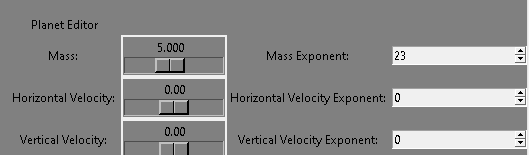 Planet Editor
Mass: 5.000 Mass Exponent: 23
Horizontal Velocity: 0.00 Horizontal Velocity Exponent: 0
Vertical Velocity: 0.00 Vertical Velocity Exponent: 0